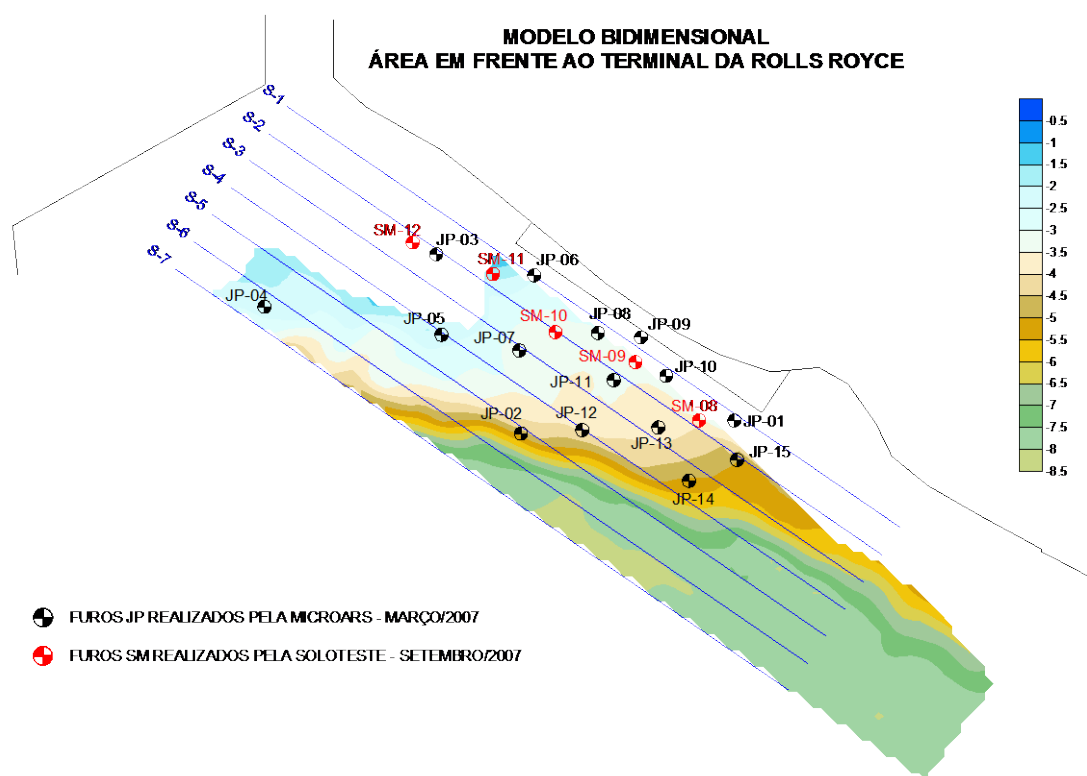 MODELO BIDIMENSIONAL
ÁREA EM FRENTE AO TERMINAL DA ROLLS ROYCE
S-1
S-2
S-3
S-4
S-5
S-6
S-7
-0.5
-1
-1.5
-2
-2.5
-3
-3.5
-4
-4.5
-5
-5.5
-6
-6.5
-7
-7.5
-8
-8.5
SM-12
JP-03
SM-11
JP-06
JP-04
JP-05
SM-10
JP-08
JP-09
JP-07
SM-09
JP-10
JP-11
JP-02
JP-12
SM-08
JP-01
JP-13
JP-15
JP-14
FUROS JP REALIZADOS PELA MICROARS - MARÇO/2007
FUROS SM REALIZADOS PELA SOLOTESTE - SETEMBRO/2007